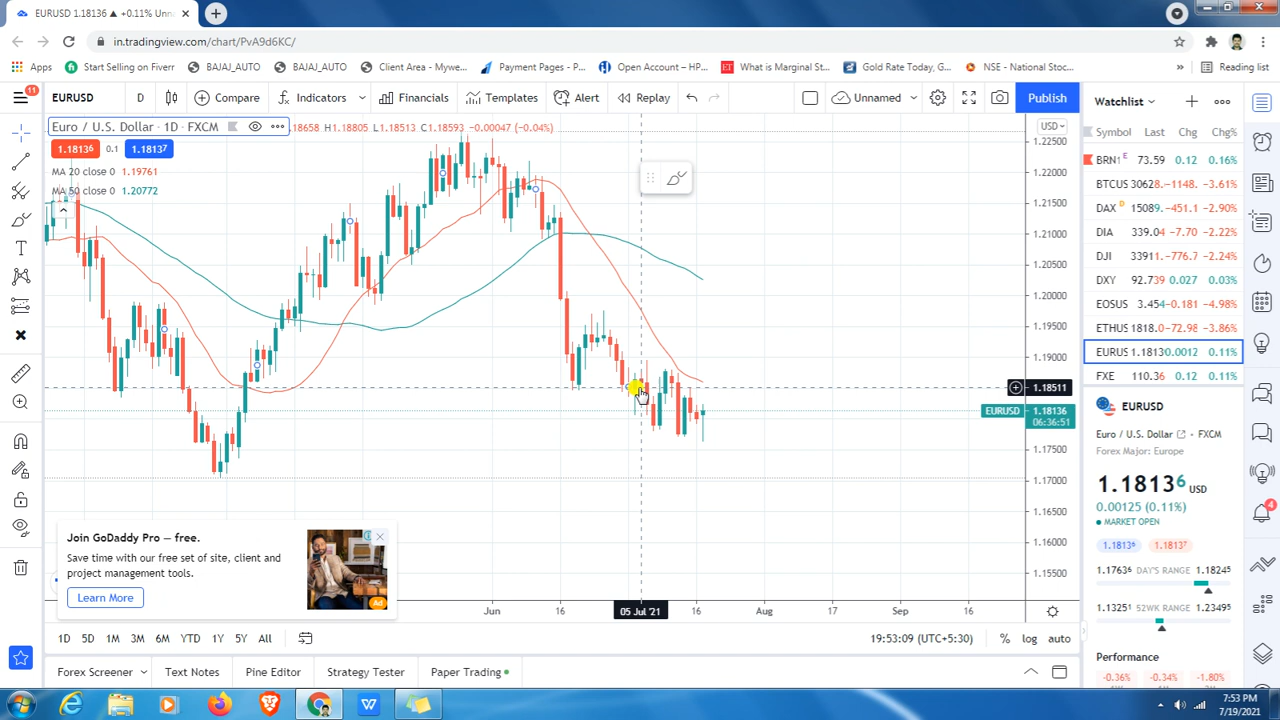 EURUSD 1.18136 ▲ +0.11% Unn
in.tradingview.com/chart/PvA9d6KC/
Apps
Start Selling on Fiverr
BAJAJ_AUTO
BAJAJ_AUTO
Client Area - Mywe...
Payment Pages - P...
Open Account – H...
What is Marginal St...
Gold Rate Today, G...
NSE - National Stoc...
»
Reading list
11
EURUSD
D
Compare
Indicators
Financials
Templates
Alert
Replay
Unnamed
Publish
Watchlist
Euro / U.S. Dollar · 1D · FXCM
.18658 H1.18805 L1.18513 C1.18593 −0.00047 (−0.04%)
USD
Symbol Last Chg Chg%
1.18136
0.1
1.18137
MA 20 close 0 1.19761
MA 50 close 0 1.20772
BRN1 E 73.59 0.12 0.16%
BTCUS 30628. −1148. −3.61%
DAX D 15089. −451.1 −2.90%
DIA 339.04 −7.70 −2.22%
DJI 33911. −776.7 −2.24%
DXY 92.739 0.027 0.03%
EOSUS 3.454 −0.181 −4.98%
ETHUS 1818.0 −72.98 −3.86%
EURUS 1.1813 0.0012 0.11%
FXE 110.36 0.12 0.11%
1.22500
1.22000
1.21500
1.21000
1.20500
1.20000
1.19500
1.19000
1.18511
EURUSD
1.18136
06:36:51
1.17500
1.17000
1.16500
1.16000
1.15500
EURUSD
Euro / U.S. Dollar · FXCM
Forex Major: Europe
1.18136 USD
0.00125 (0.11%)
MARKET OPEN
1.18136
1.18137
1.17636 DAY'S RANGE 1.18245
1.13251 52WK RANGE 1.23495
Performance
-0.36% -0.34% -1.80%
4
Join GoDaddy Pro – free.
Save time with our free set of site, client and
project management tools.
Learn More
Ad
Jun
16
05 Jul '21
16
Aug
17
Sep
16
1D 5D 1M 3M 6M YTD 1Y 5Y All
19:53:09 (UTC+5:30)
% log auto
Forex Screener
Text Notes
Pine Editor
Strategy Tester
Paper Trading
7:53 PM
7/19/2021